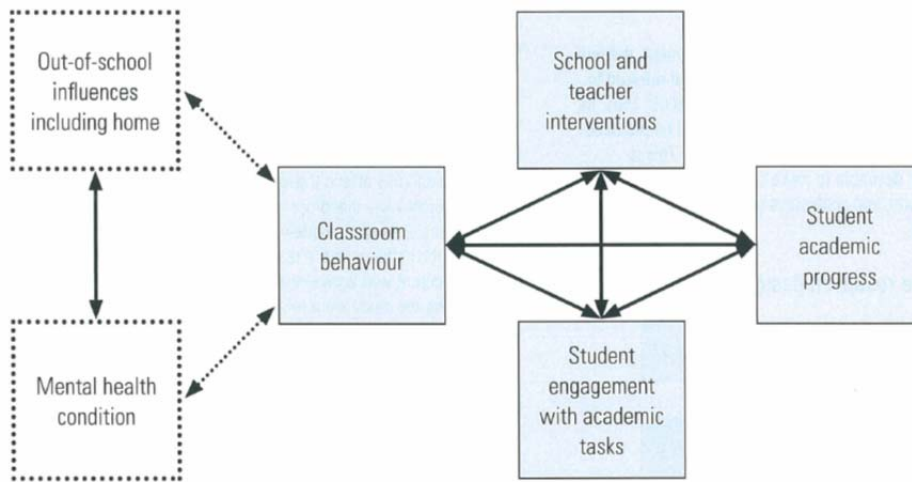 Out-of-school
influences
including home
School and
teacher
interventions
Classroom
behaviour
Student
academic
progress
Mental health
condition
Student
engagement
with academic
tasks